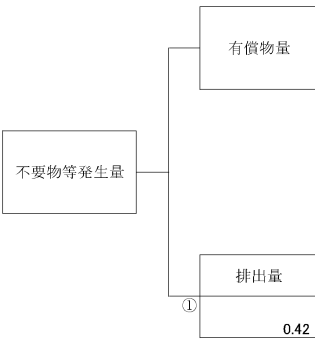 有償物量
不要物等発生量
排出量
①
0.42